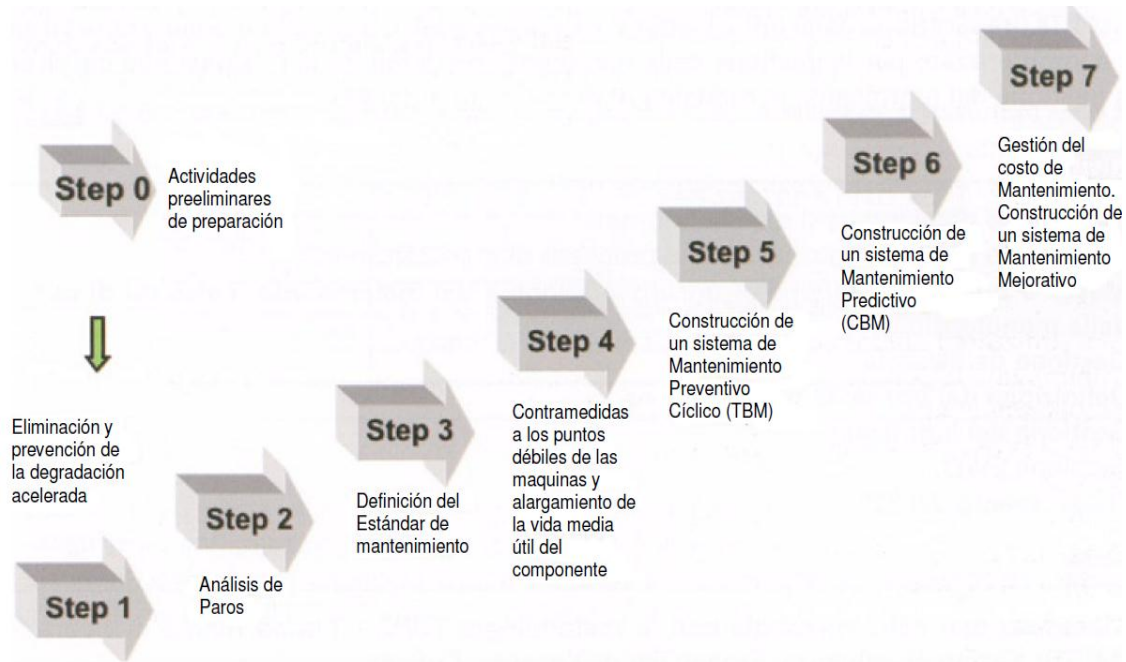 Step 0
Actividades
preeliminares
de preparación
Eliminación y
prevención de
la degradación
acelerada
Step 1
Step 2
Análisis de
Paros
Step 3
Definición del
Estándar de
mantenimiento
Step 4
Contramedidas
a los puntos
débiles de las
maquinas y
alargamiento de
la vida media
útil del
componente
Step 5
Construcción de
un sistema de
Mantenimiento
Preventivo
Cíclico (TBM)
Step 6
Construcción de
un sistema de
Mantenimiento
Predictivo
(CBM)
Step 7
Gestión del
costo de
Mantenimiento.
Construcción de
un sistema de
Mantenimiento
Mejorativo